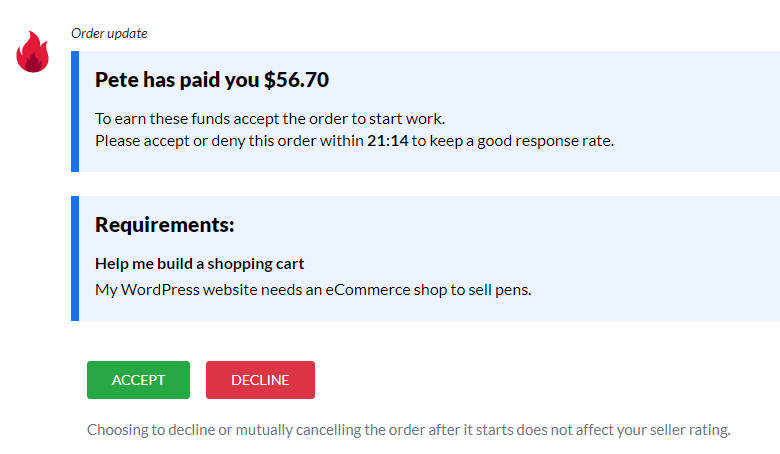 Order update
Pete has paid you $56.70
To earn these funds accept the order to start work.
Please accept or deny this order within 21:14 to keep a good response rate.
Requirements:
Help me build a shopping cart
My WordPress website needs an eCommerce shop to sell pens.
ACCEPT DECLINE
Choosing to decline or mutually cancelling the order after it starts does not affect your seller rating.